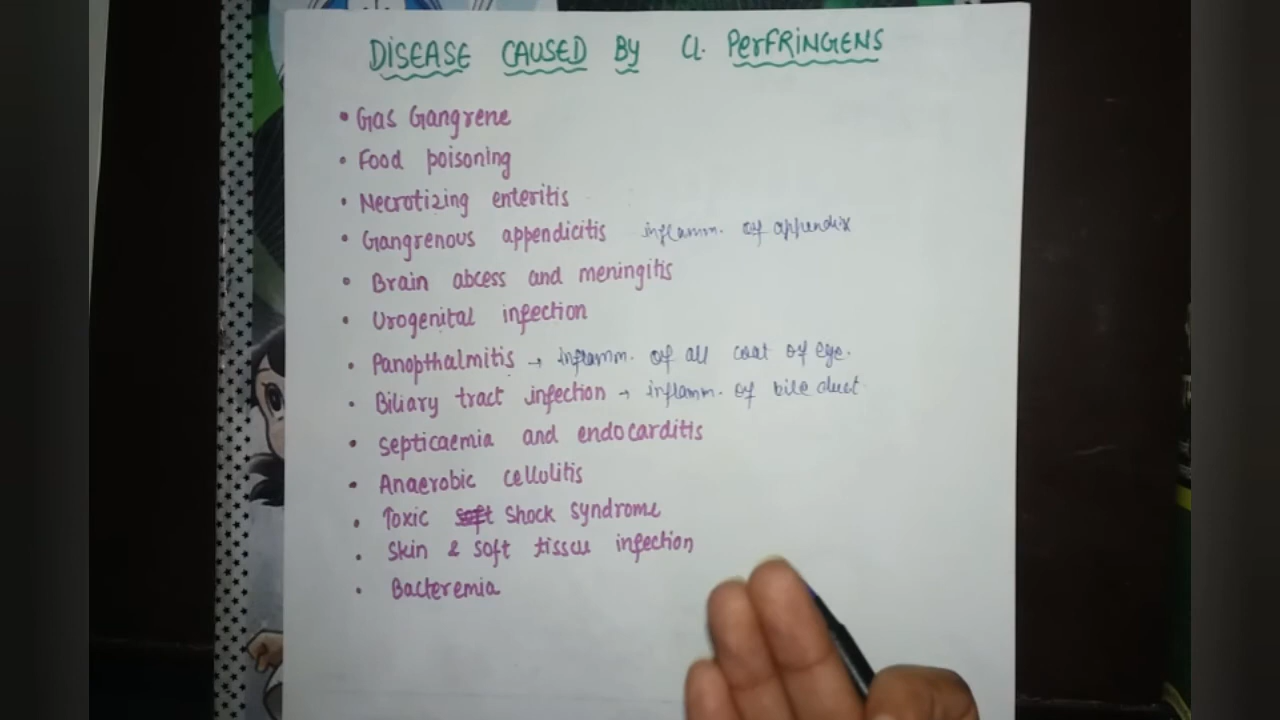 DISEASE CAUSED BY Cl. PERFRINGENS
• Gas Gangrene
• Food poisoning
• Necrotizing enteritis
• Gangrenous appendicitis inflamm. of appendix
• Brain abcess and meningitis
• Urogenital infection
• Panopthalmitis → inflamm. of all coat of eye.
• Biliary tract infection → inflamm. of bile duct
• Septicaemia and endocarditis
• Anaerobic cellulitis
• Toxic shock syndrome
• Skin & soft tissue infection
• Bacteremia